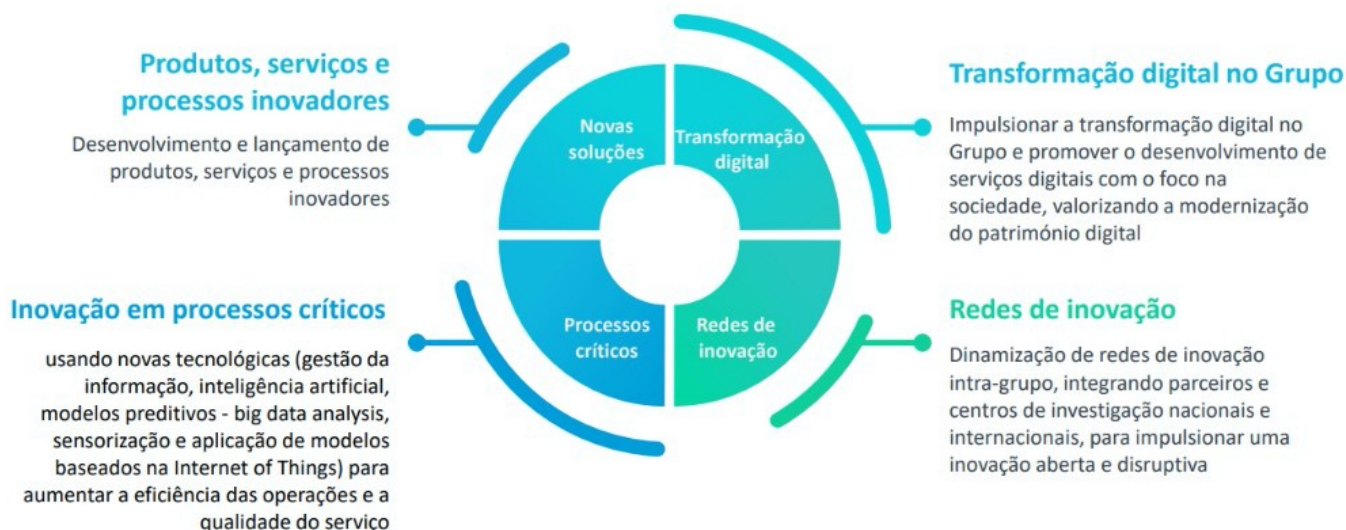 Produtos, serviços e
processos inovadores
Desenvolvimento e lançamento de
produtos, serviços e processos
inovadores
Novas
soluções
Transformação
digital
Transformação digital no Grupo
Impulsionar a transformação digital no
Grupo e promover o desenvolvimento de
serviços digitais com o foco na
sociedade, valorizando a modernização
do património digital
Inovação em processos críticos
usando novas tecnológicas (gestão da
informação, inteligência artificial,
modelos preditivos - big data analysis,
sensorização e aplicação de modelos
baseados na Internet of Things) para
aumentar a eficiência das operações e a
qualidade do serviço
Processos
críticos
Redes de
inovação
Redes de inovação
Dinamização de redes de inovação
intra-grupo, integrando parceiros e
centros de investigação nacionais e
internacionais, para impulsionar uma
inovação aberta e disruptiva